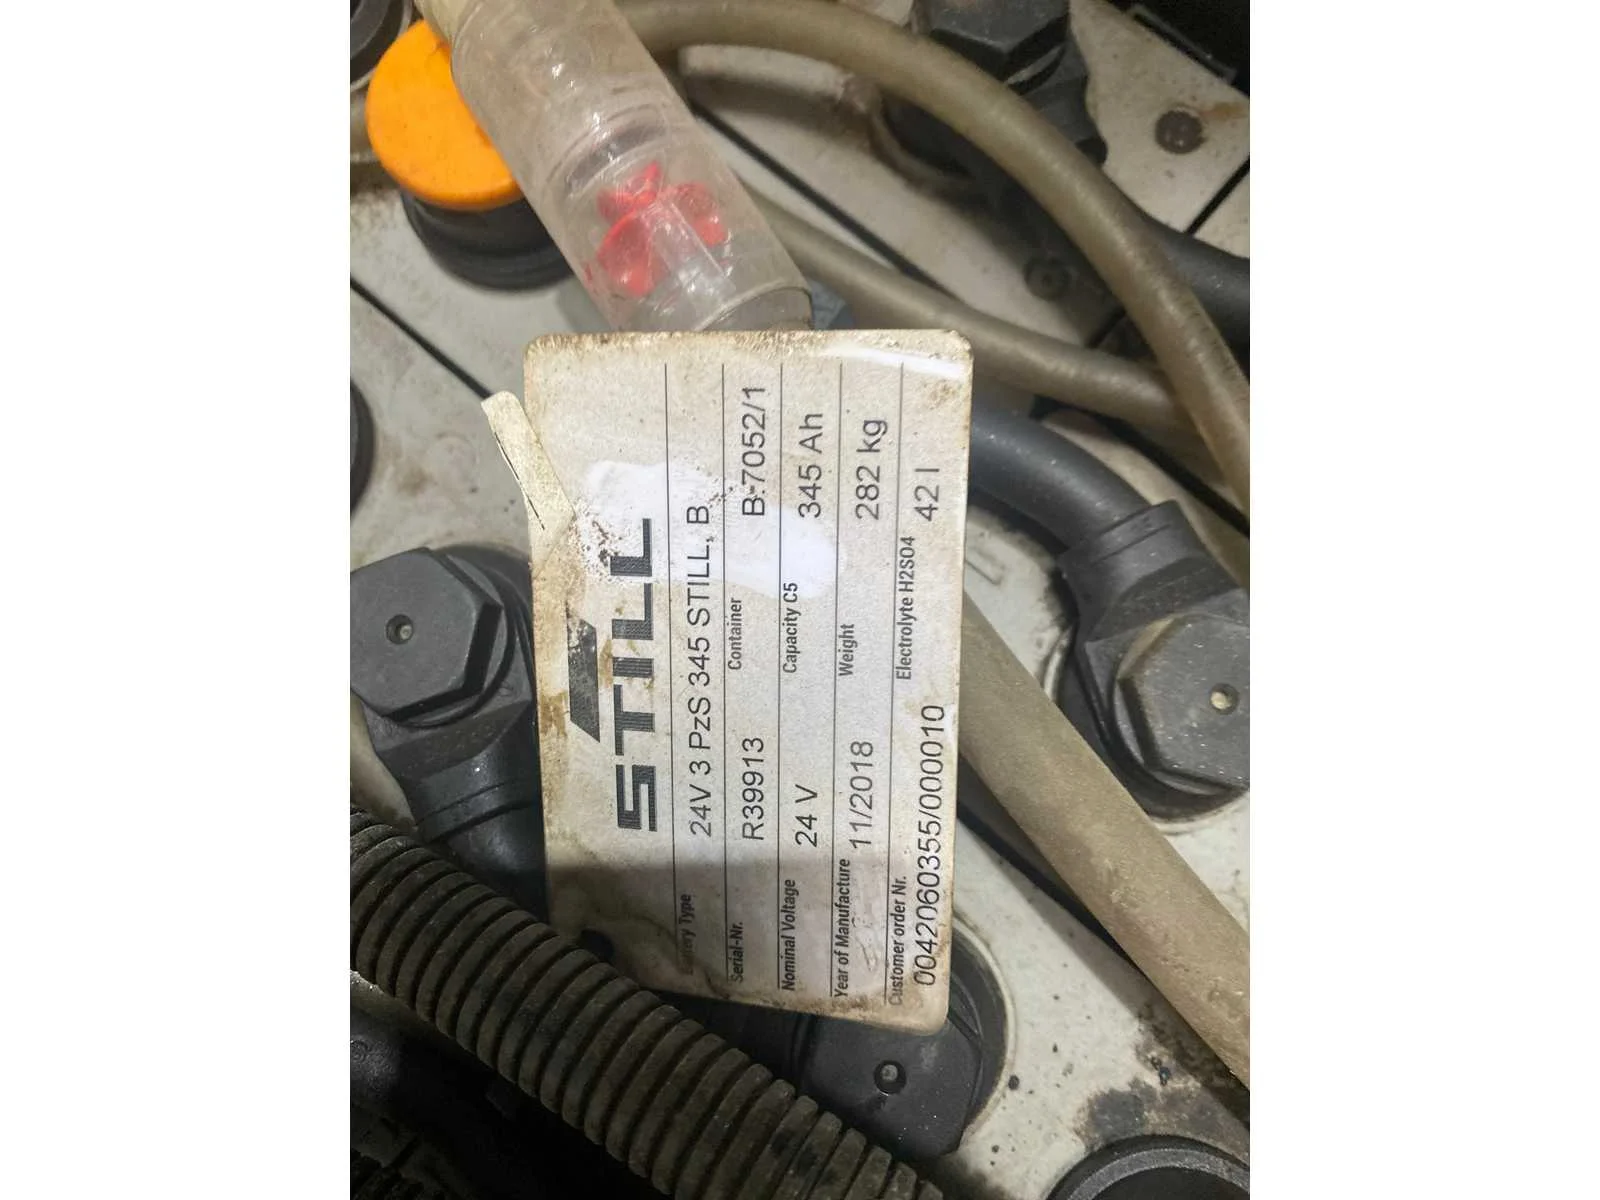 STILL
Battery Type 24V 3 PzS 345 STILL, B
Serial-Nr. R39913 Container B.7052/1
Nominal Voltage 24 V Capacity C5 345 Ah
Year of Manufacture 11/2018 Weight 282 kg
Customer order Nr. Electrolyte H2SO4 42 l
0042060355/000010